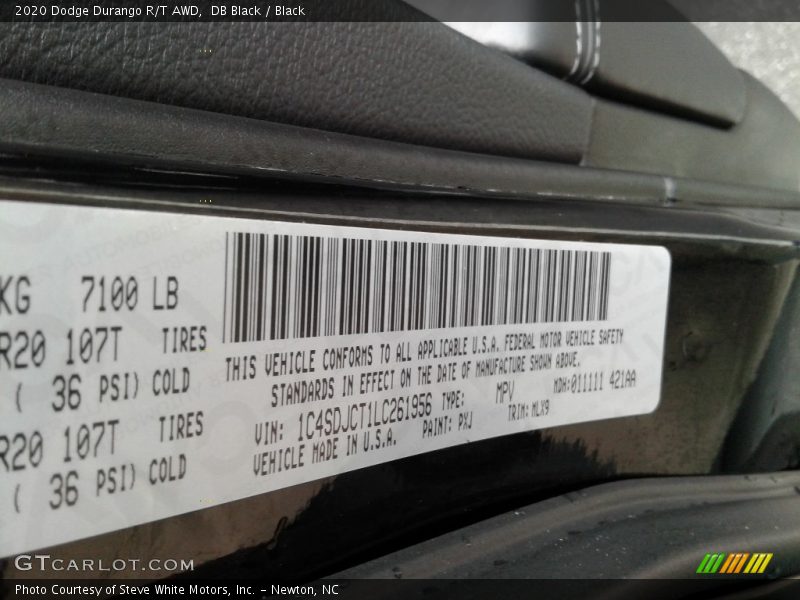 2020 Dodge Durango R/T AWD, DB Black / Black
KG 7100 LB
R20 107T TIRES
( 36 PSI) COLD
R20 107T TIRES
( 36 PSI) COLD
THIS VEHICLE CONFORMS TO ALL APPLICABLE U.S.A. FEDERAL MOTOR VEHICLE SAFETY
STANDARDS IN EFFECT ON THE DATE OF MANUFACTURE SHOWN ABOVE.
VIN: 1C4SDJCT1LC261956 TYPE: MPV MDH:011111 421AA
VEHICLE MADE IN U.S.A. PAINT: PXJ TRIM: MLX9
GTCARLOT.COM
Photo Courtesy of Steve White Motors, Inc. – Newton, NC